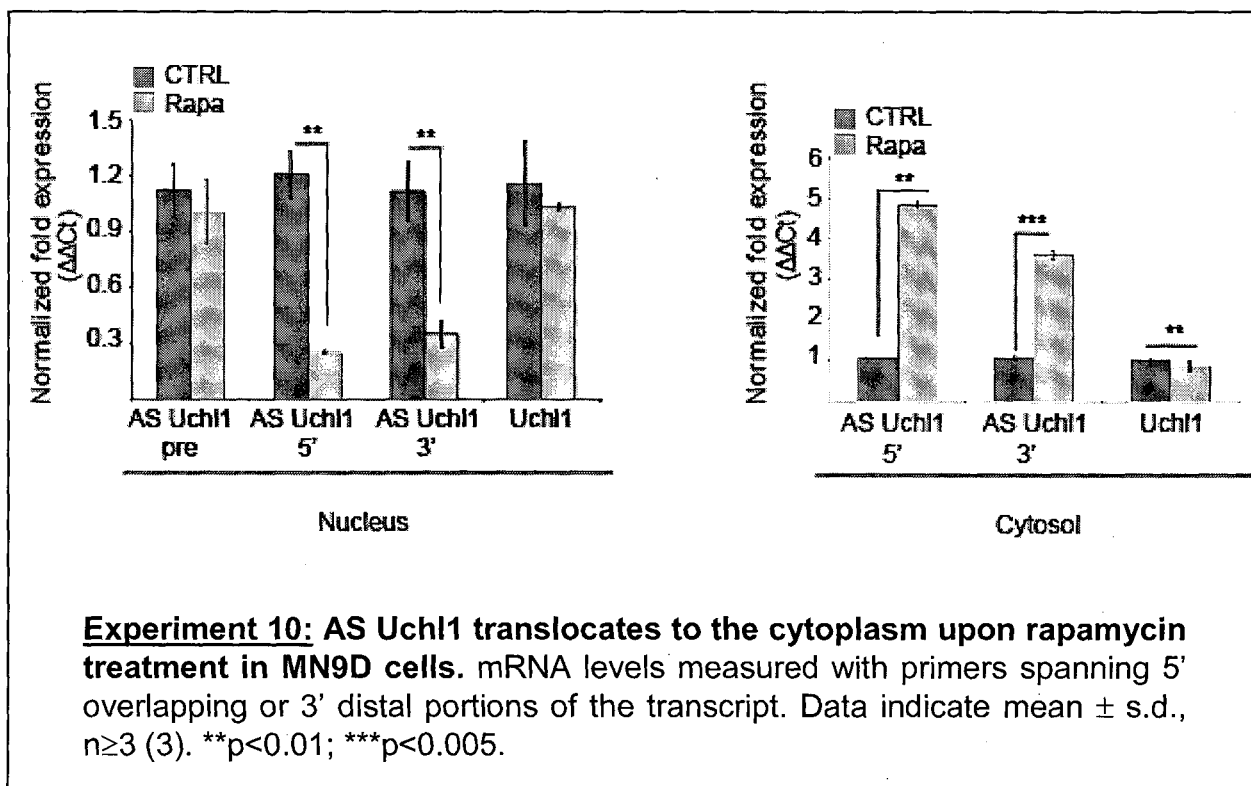 CTRL
Rapa
Normalized fold expression
(ΔΔCt)
1.5
1.2
0.9
0.6
0.3
**
**
AS Uchl1
pre
AS Uchl1
5'
AS Uchl1
3'
Uchl1
Nucleus
CTRL
Rapa
Normalized fold expression
(ΔΔCt)
6
5
4
3
2
1
**
***
**
AS Uchl1
5'
AS Uchl1
3'
Uchl1
Cytosol
Experiment 10: AS Uchl1 translocates to the cytoplasm upon rapamycin
treatment in MN9D cells. mRNA levels measured with primers spanning 5'
overlapping or 3' distal portions of the transcript. Data indicate mean ± s.d.,
n≥3 (3). **p<0.01; ***p<0.005.